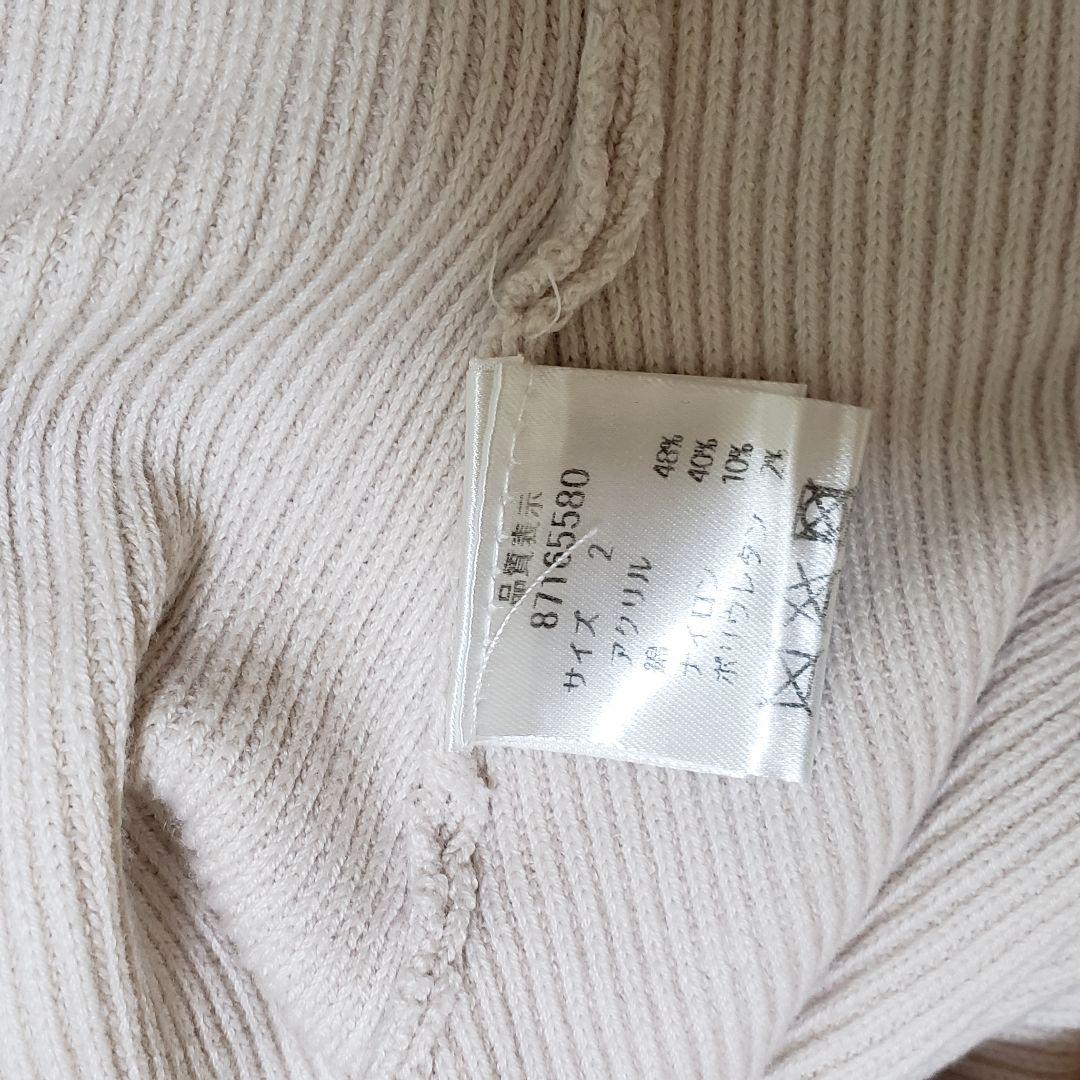 品質表示
87165580
サイズ 2
アクリル 48%
綿 40%
ナイロン 10%
ポリウレタン 2%